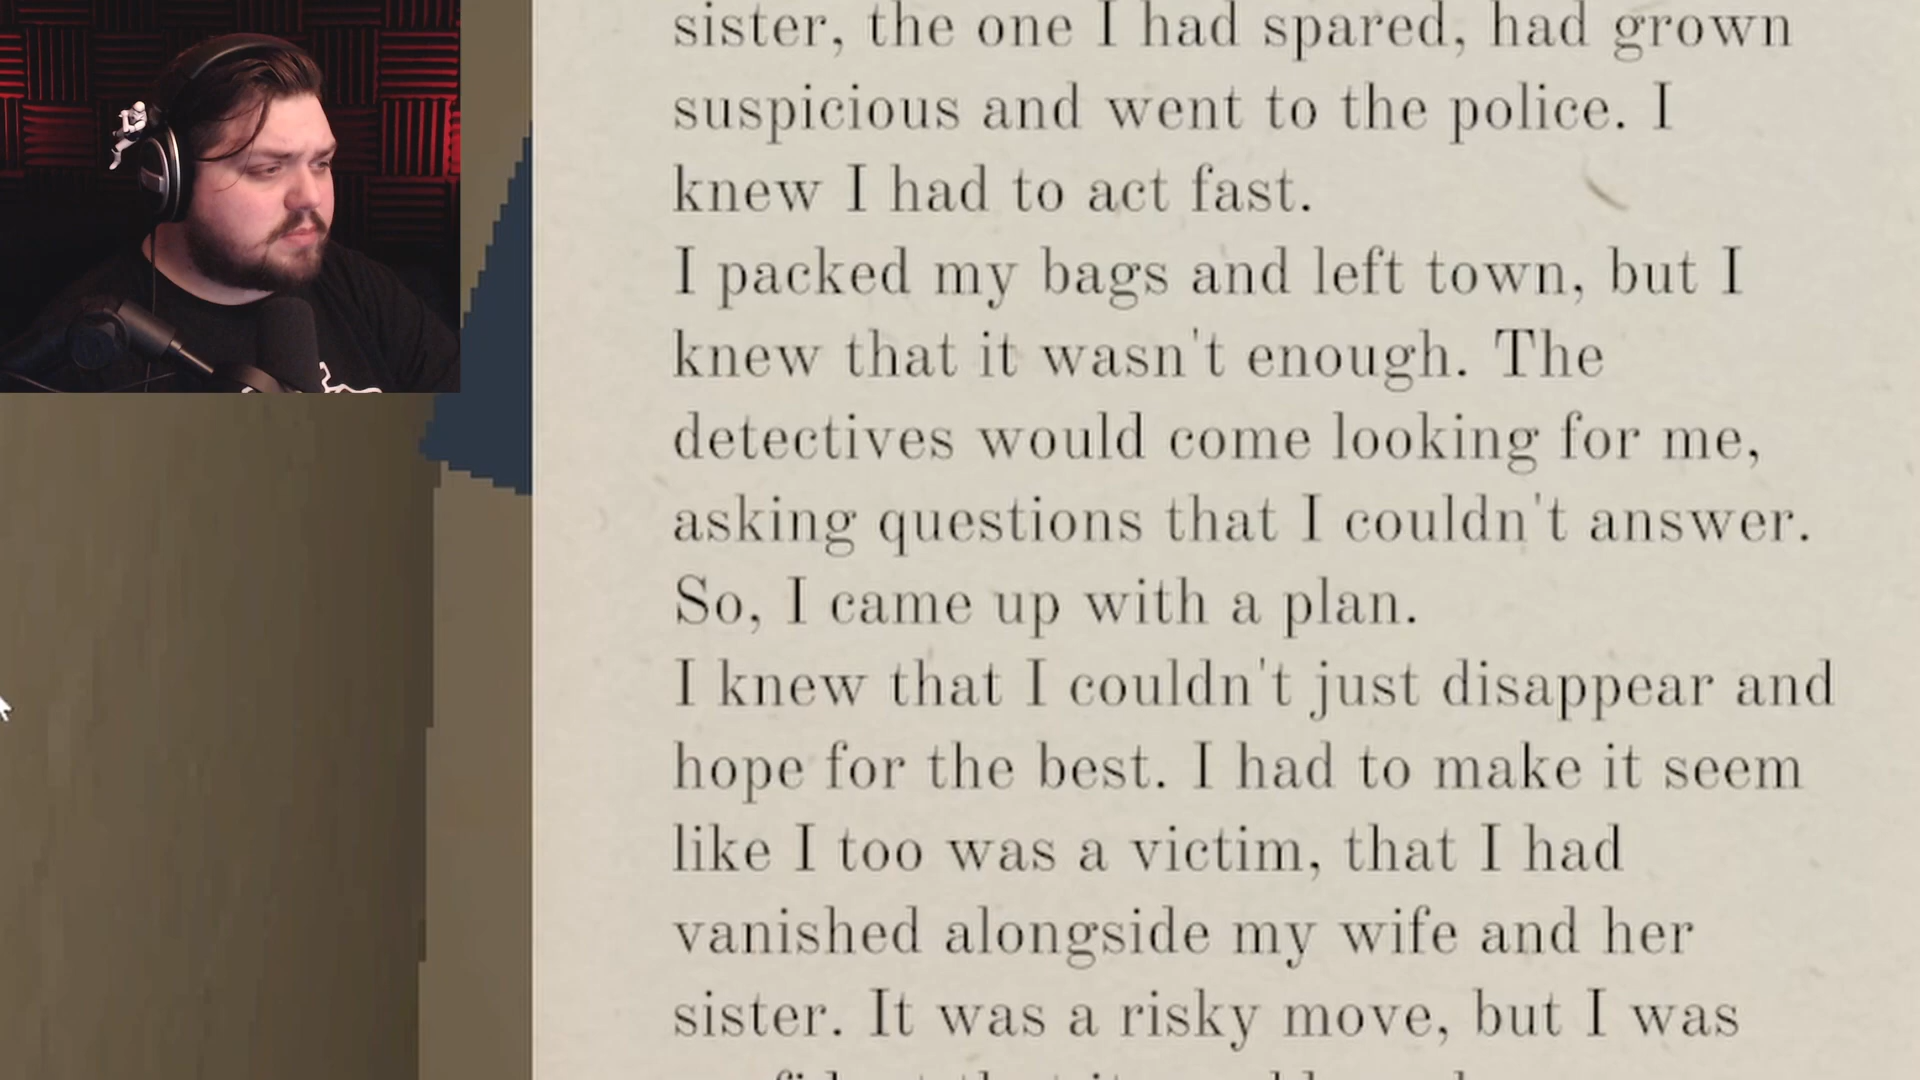 sister, the one I had spared, had grown
suspicious and went to the police. I
knew I had to act fast.
I packed my bags and left town, but I
knew that it wasn't enough. The
detectives would come looking for me,
asking questions that I couldn't answer.
So, I came up with a plan.
I knew that I couldn't just disappear and
hope for the best. I had to make it seem
like I too was a victim, that I had
vanished alongside my wife and her
sister. It was a risky move, but I was